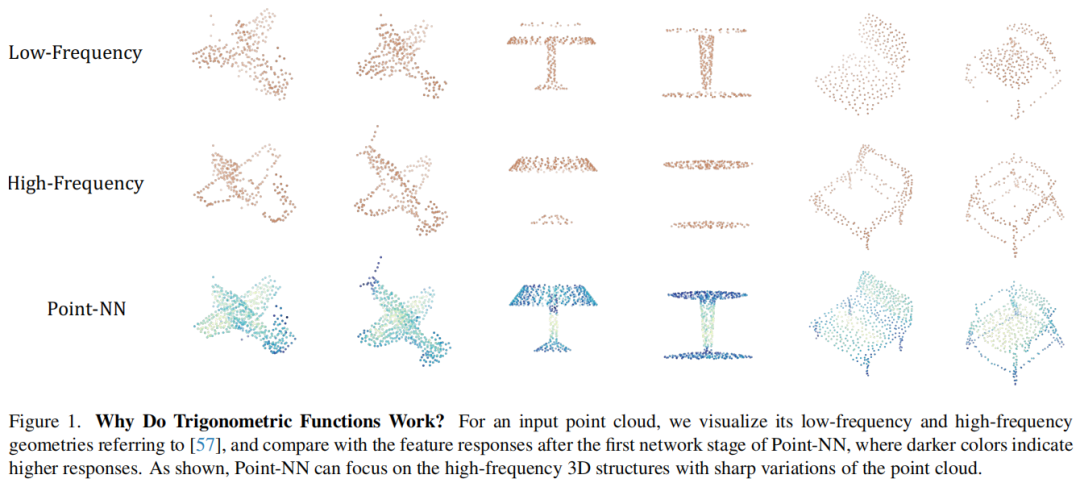 Low-Frequency
High-Frequency
Point-NN
Figure 1. Why Do Trigonometric Functions Work? For an input point cloud, we visualize its low-frequency and high-frequency
geometries referring to [57], and compare with the feature responses after the first network stage of Point-NN, where darker colors indicate
higher responses. As shown, Point-NN can focus on the high-frequency 3D structures with sharp variations of the point cloud.